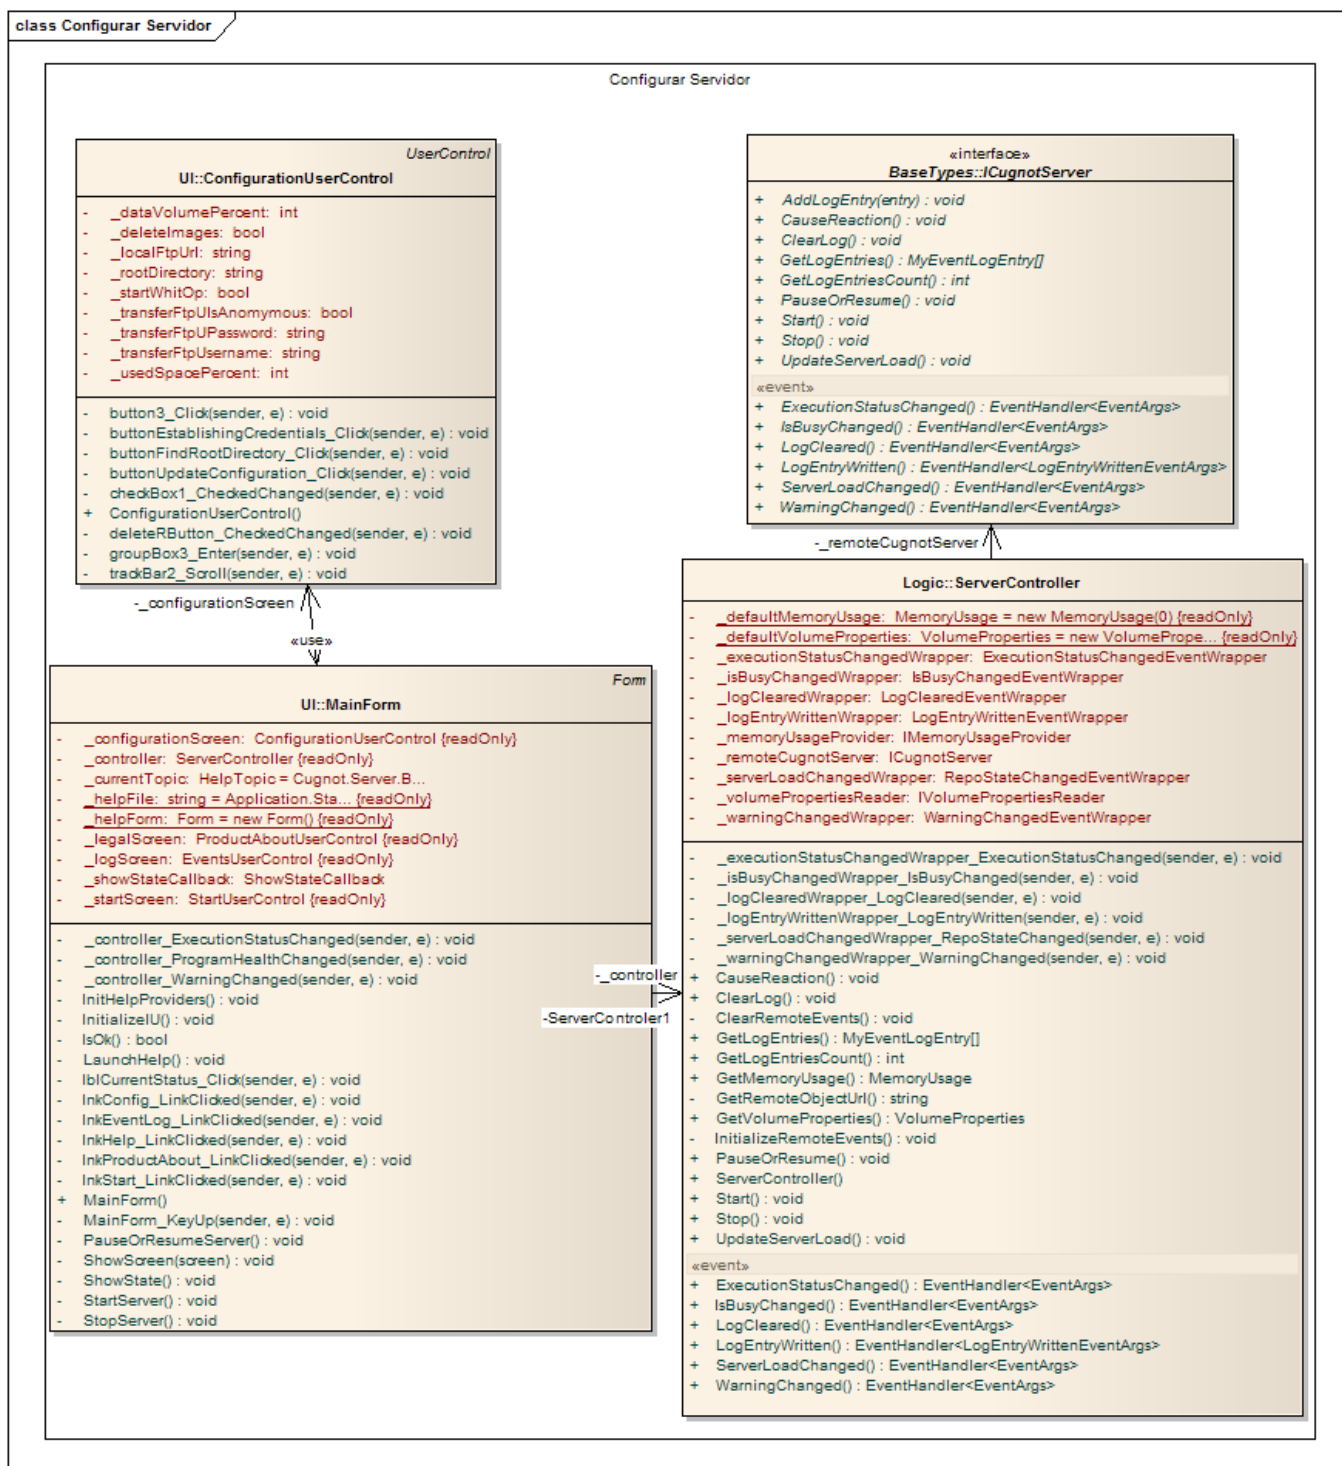 class Configurar Servidor
Configurar Servidor
UserControl
UI::ConfigurationUserControl
- _dataVolumePercent: int
- _deleteImages: bool
- _localFtpUrl: string
- _rootDirectory: string
- _startWhitOp: bool
- _transferFtpUIsAnomymous: bool
- _transferFtpUPassword: string
- _transferFtpUsername: string
- _usedSpacePercent: int
- button3_Click(sender, e) : void
- buttonEstablishingCredentials_Click(sender, e) : void
- buttonFindRootDirectory_Click(sender, e) : void
- buttonUpdateConfiguration_Click(sender, e) : void
- checkBox1_CheckedChanged(sender, e) : void
+ ConfigurationUserControl()
- deleteRButton_CheckedChanged(sender, e) : void
- groupBox3_Enter(sender, e) : void
- trackBar2_Scroll(sender, e) : void
«interface»
BaseTypes::ICugnotServer
+ AddLogEntry(entry) : void
+ CauseReaction() : void
+ ClearLog() : void
+ GetLogEntries() : MyEventLogEntry[]
+ GetLogEntriesCount() : int
+ PauseOrResume() : void
+ Start() : void
+ Stop() : void
+ UpdateServerLoad() : void
«event»
+ ExecutionStatusChanged() : EventHandler<EventArgs>
+ IsBusyChanged() : EventHandler<EventArgs>
+ LogCleared() : EventHandler<EventArgs>
+ LogEntryWritten() : EventHandler<LogEntryWrittenEventArgs>
+ ServerLoadChanged() : EventHandler<EventArgs>
+ WarningChanged() : EventHandler<EventArgs>
-_remoteCugnotServer
-_configurationScreen
«use»
Form
UI::MainForm
- _configurationScreen: ConfigurationUserControl {readOnly}
- _controller: ServerController {readOnly}
- _currentTopic: HelpTopic = Cugnot.Server.B...
- _helpFile: string = Application.Sta... {readOnly}
- _helpForm: Form = new Form() {readOnly}
- _legalScreen: ProductAboutUserControl {readOnly}
- _logScreen: EventsUserControl {readOnly}
- _showStateCallback: ShowStateCallback
- _startScreen: StartUserControl {readOnly}
- _controller_ExecutionStatusChanged(sender, e) : void
- _controller_ProgramHealthChanged(sender, e) : void
- _controller_WarningChanged(sender, e) : void
- InitHelpProviders() : void
- InitializeIU() : void
- IsOk() : bool
- LaunchHelp() : void
- lblCurrentStatus_Click(sender, e) : void
- lnkConfig_LinkClicked(sender, e) : void
- lnkEventLog_LinkClicked(sender, e) : void
- lnkHelp_LinkClicked(sender, e) : void
- lnkProductAbout_LinkClicked(sender, e) : void
- lnkStart_LinkClicked(sender, e) : void
+ MainForm()
- MainForm_KeyUp(sender, e) : void
- PauseOrResumeServer() : void
- ShowScreen(screen) : void
- ShowState() : void
- StartServer() : void
- StopServer() : void
-_controller
-ServerControler1
Logic::ServerController
- _defaultMemoryUsage: MemoryUsage = new MemoryUsage(0) {readOnly}
- _defaultVolumeProperties: VolumeProperties = new VolumePrope... {readOnly}
- _executionStatusChangedWrapper: ExecutionStatusChangedEventWrapper
- _isBusyChangedWrapper: IsBusyChangedEventWrapper
- _logClearedWrapper: LogClearedEventWrapper
- _logEntryWrittenWrapper: LogEntryWrittenEventWrapper
- _memoryUsageProvider: IMemoryUsageProvider
- _remoteCugnotServer: ICugnotServer
- _serverLoadChangedWrapper: RepoStateChangedEventWrapper
- _volumePropertiesReader: IVolumePropertiesReader
- _warningChangedWrapper: WarningChangedEventWrapper
- _executionStatusChangedWrapper_ExecutionStatusChanged(sender, e) : void
- _isBusyChangedWrapper_IsBusyChanged(sender, e) : void
- _logClearedWrapper_LogCleared(sender, e) : void
- _logEntryWrittenWrapper_LogEntryWritten(sender, e) : void
- _serverLoadChangedWrapper_RepoStateChanged(sender, e) : void
- _warningChangedWrapper_WarningChanged(sender, e) : void
+ CauseReaction() : void
+ ClearLog() : void
- ClearRemoteEvents() : void
+ GetLogEntries() : MyEventLogEntry[]
+ GetLogEntriesCount() : int
+ GetMemoryUsage() : MemoryUsage
- GetRemoteObjectUrl() : string
+ GetVolumeProperties() : VolumeProperties
- InitializeRemoteEvents() : void
+ PauseOrResume() : void
+ ServerController()
+ Start() : void
+ Stop() : void
+ UpdateServerLoad() : void
«event»
+ ExecutionStatusChanged() : EventHandler<EventArgs>
+ IsBusyChanged() : EventHandler<EventArgs>
+ LogCleared() : EventHandler<EventArgs>
+ LogEntryWritten() : EventHandler<LogEntryWrittenEventArgs>
+ ServerLoadChanged() : EventHandler<EventArgs>
+ WarningChanged() : EventHandler<EventArgs>